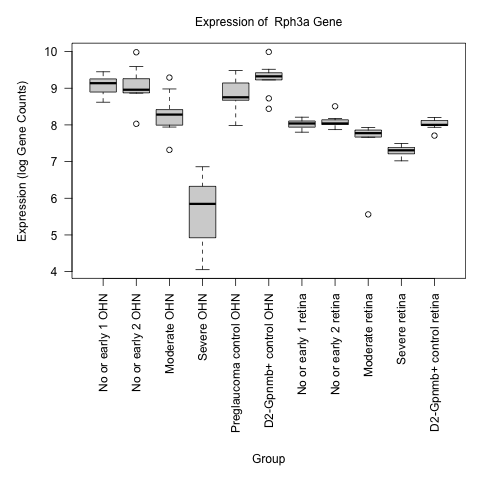 Expression of Rph3a Gene
Expression (log Gene Counts)
10
9
8
7
6
5
4
No or early 1 OHN
No or early 2 OHN
Moderate OHN
Severe OHN
Preglaucoma control OHN
D2-Gpnmb+ control OHN
No or early 1 retina
No or early 2 retina
Moderate retina
Severe retina
D2-Gpnmb+ control retina
Group